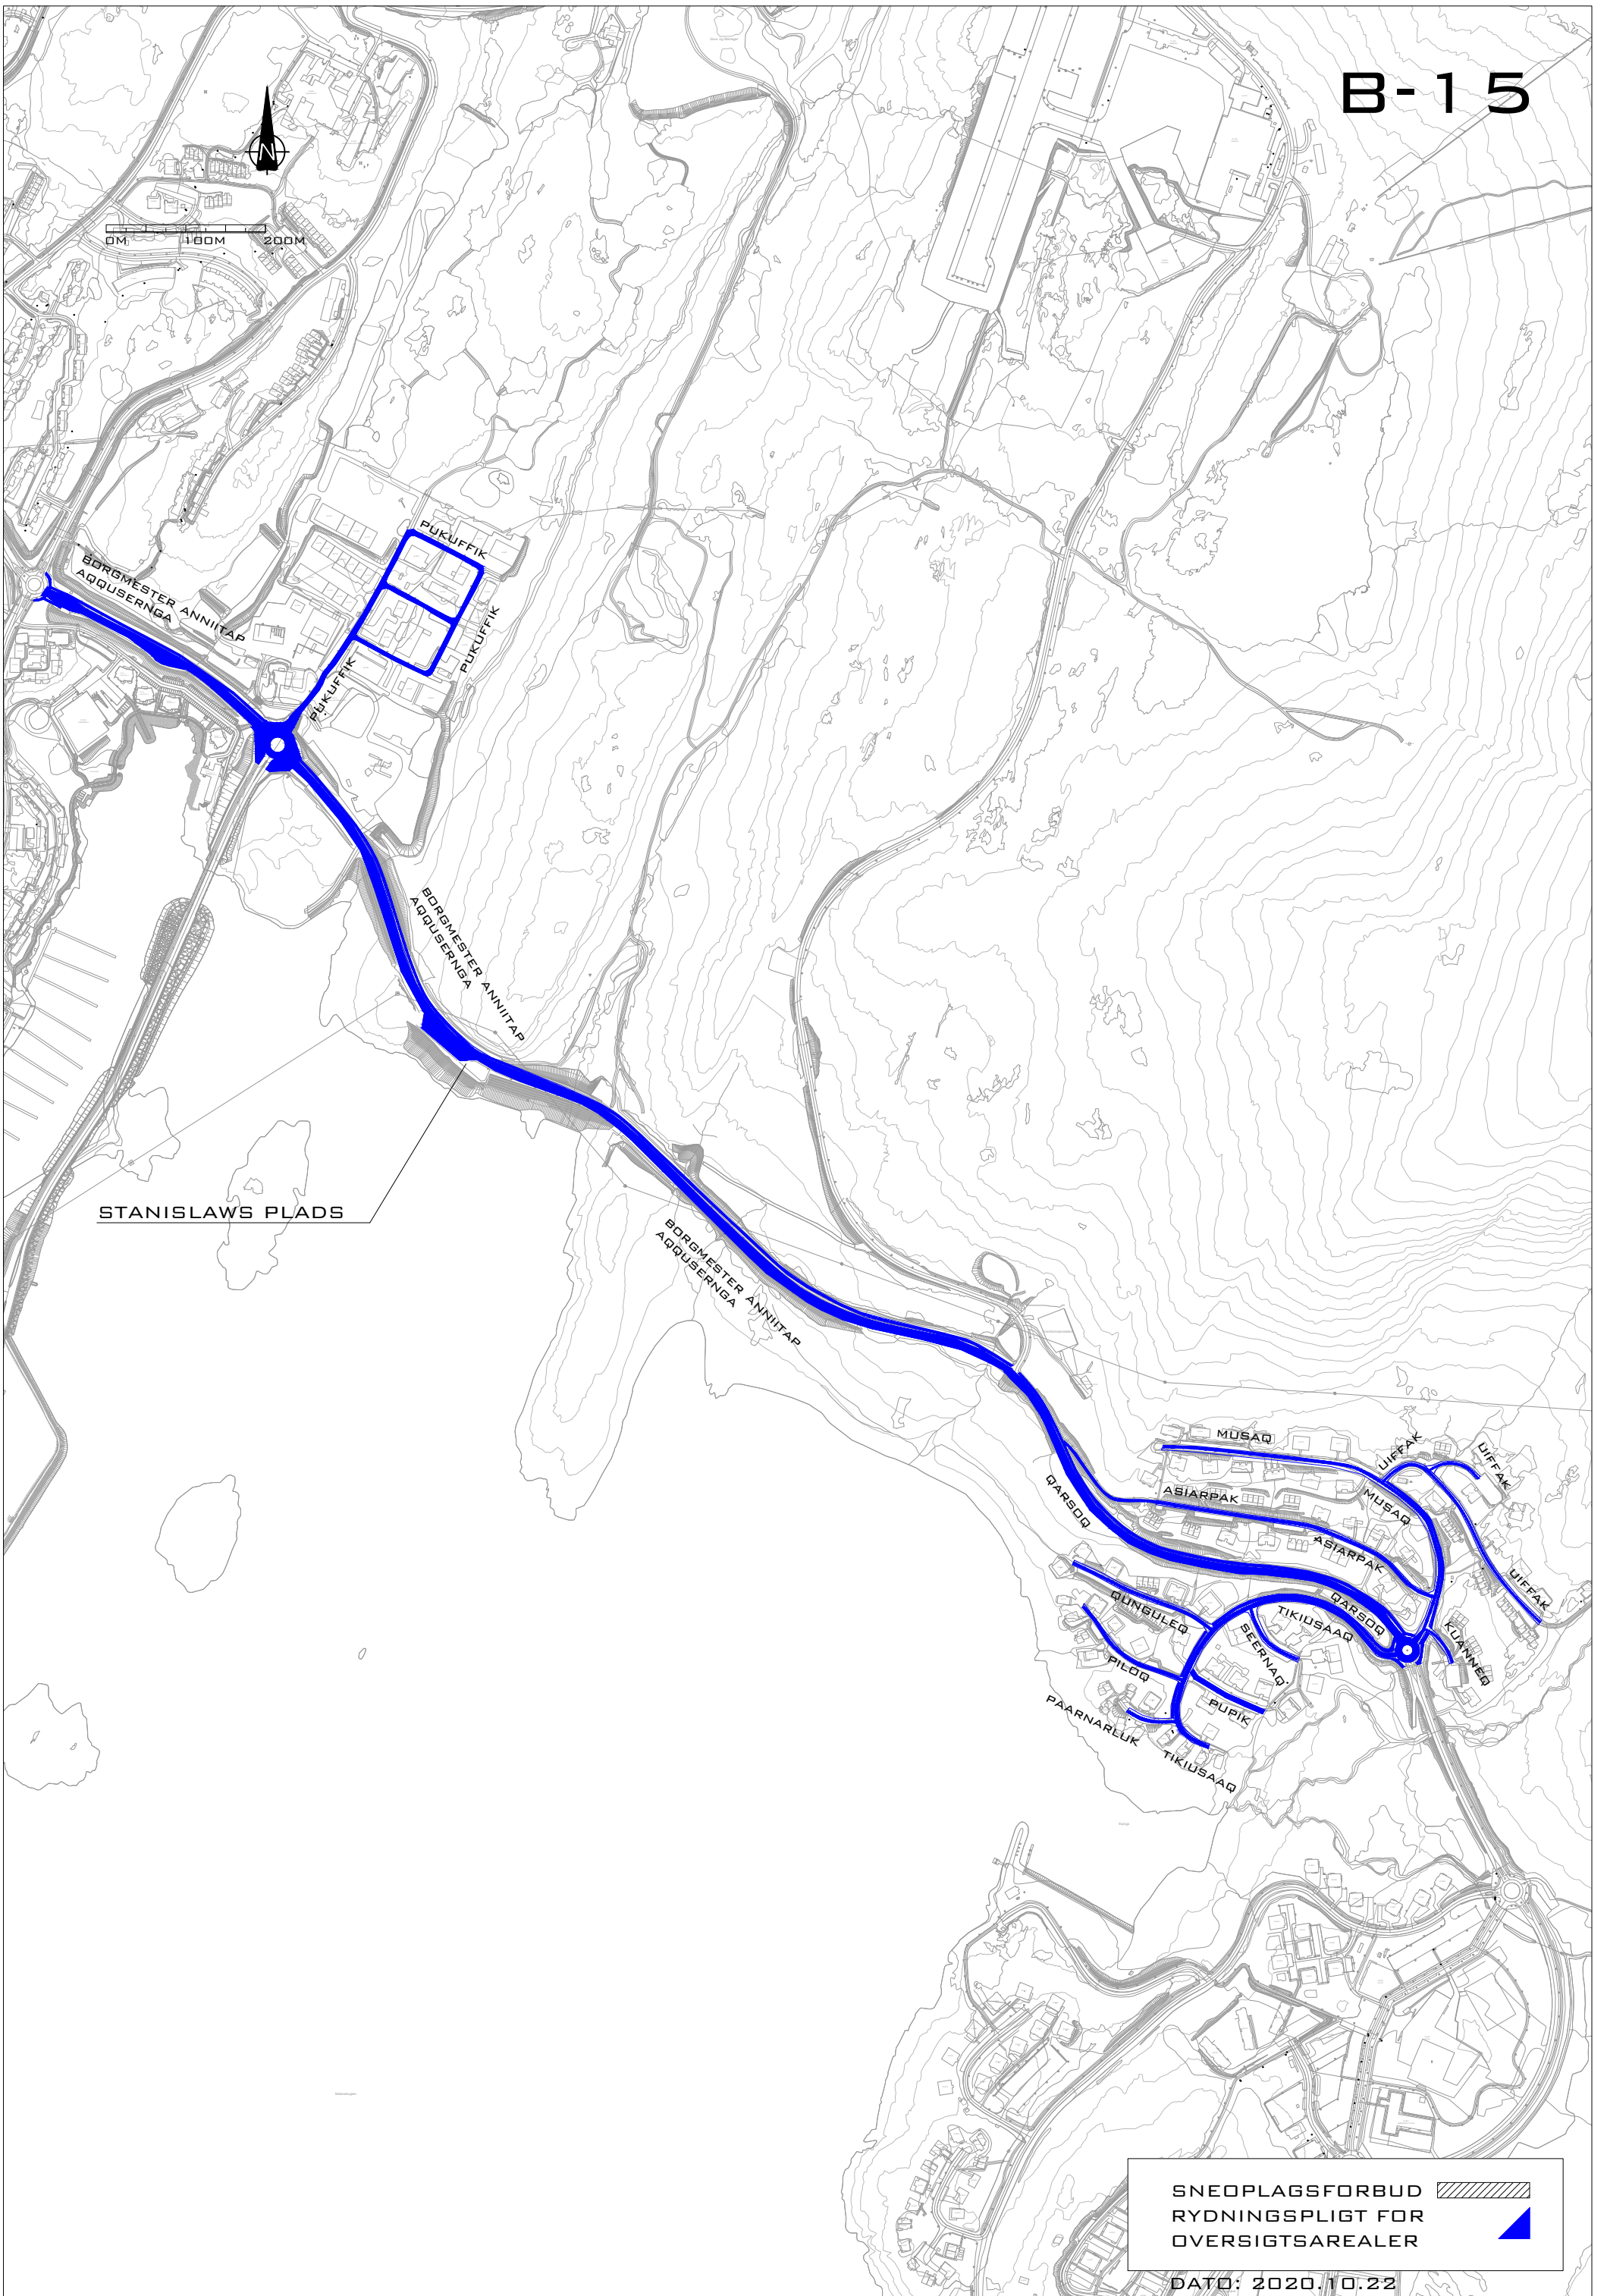 B-15
N
0M 100M 200M
PUKUFFIK
BORGMESTER ANNIITAP
AQQUSERNGA
PUKUFFIK
PUKUFFIK
BORGMESTER ANNIITAP
AQQUSERNGA
STANISLAWS PLADS
BORGMESTER ANNIITAP
AQQUSERNGA
MUSAQ
UIFFAK
UIFFAK
QARSOQ
ASIARPAK
MUSAQ
ASIARPAK
UIFFAK
QUNGULEQ
QARSOQ
TIKIUSAAQ
SEERNAQ
KUANNEQ
PILOQ
PUPIK
PAARNARLUK
TIKIUSAAQ
SNEOPLAGSFORBUD
RYDNINGSPLIGT FOR
OVERSIGTSAREALER
DATO: 2020.10.22